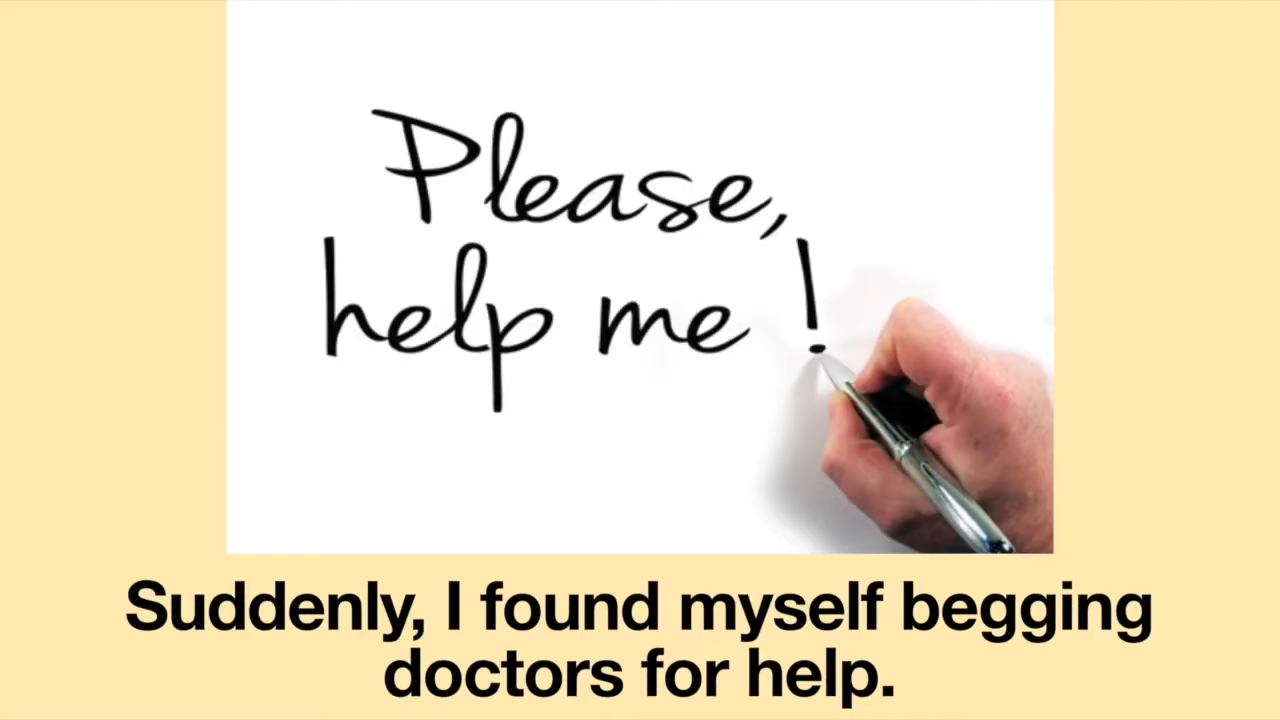 Please,
help me !
Suddenly, I found myself begging
doctors for help.